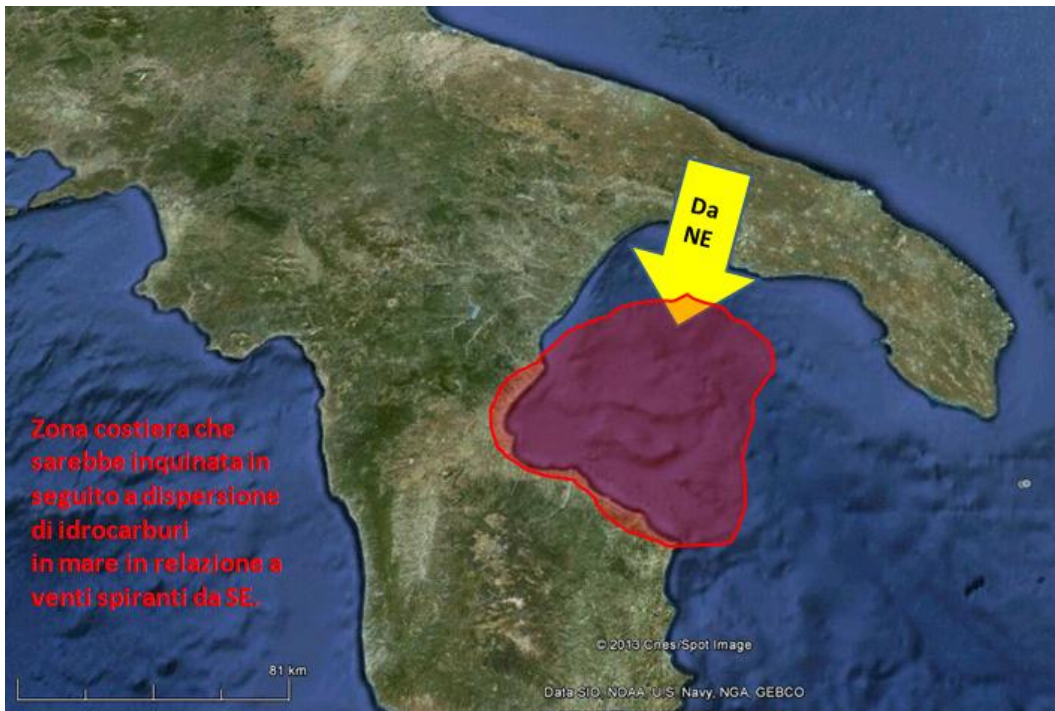 Da
NE
Zona costiera che
sarebbe inquinata in
seguito a dispersione
di idrocarburi
in mare in relazione a
venti spiranti da SE.
© 2013 Cnes/Spot Image
81 km
Data SIO, NOAA, U.S. Navy, NGA, GEBCO